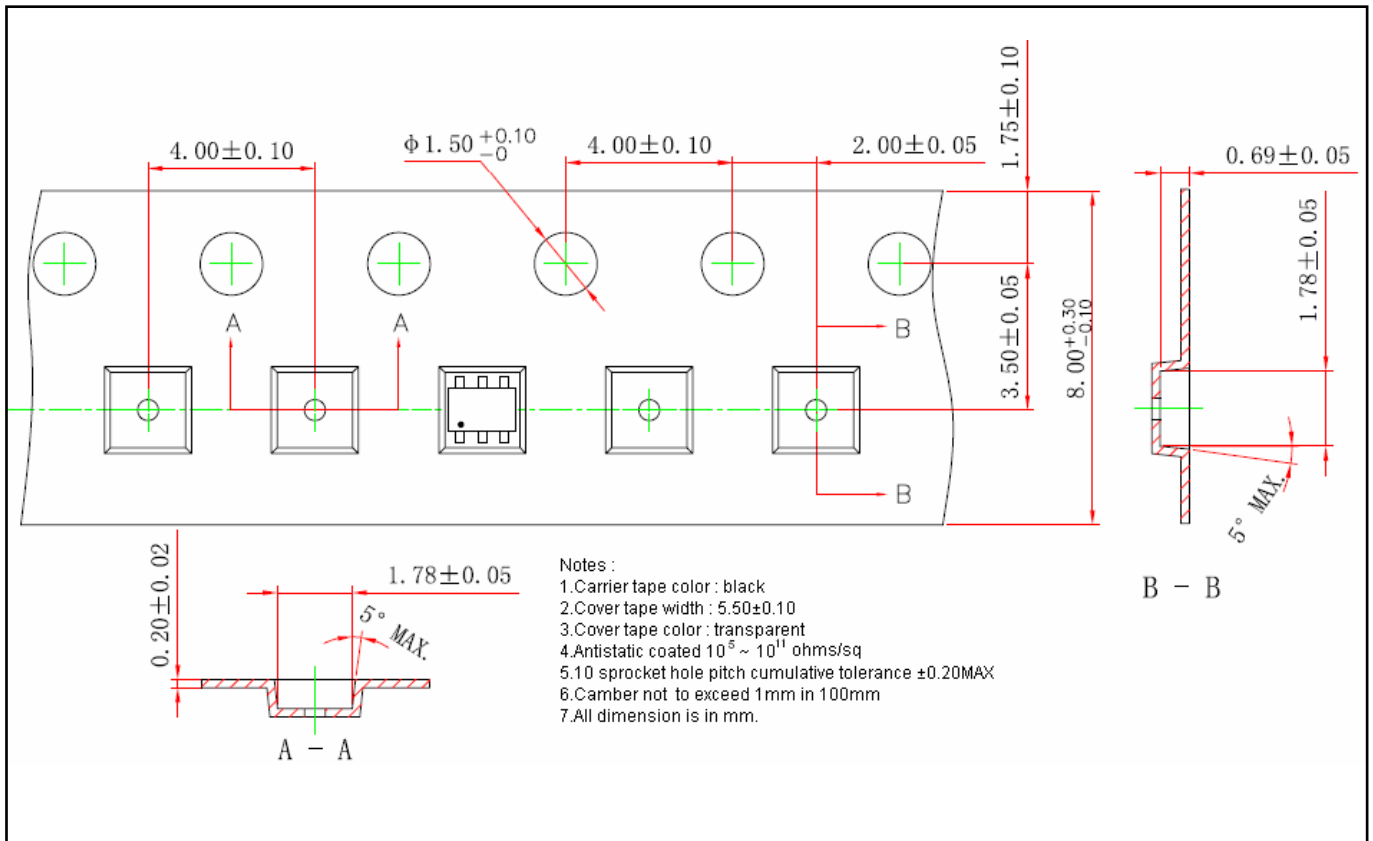 4.00±0.10
Φ1.50 +0.10
-0
4.00±0.10
2.00±0.05
1.75±0.10
0.69±0.05
A
A
B
3.50±0.05
8.00 +0.30
-0.10
1.78±0.05
B
5° MAX.
B - B
0.20±0.02
1.78±0.05
5° MAX.
A - A
Notes :
1.Carrier tape color : black
2.Cover tape width : 5.50±0.10
3.Cover tape color : transparent
4.Antistatic coated 10⁵ ~ 10¹¹ ohms/sq
5.10 sprocket hole pitch cumulative tolerance ±0.20MAX
6.Camber not to exceed 1mm in 100mm
7.All dimension is in mm.